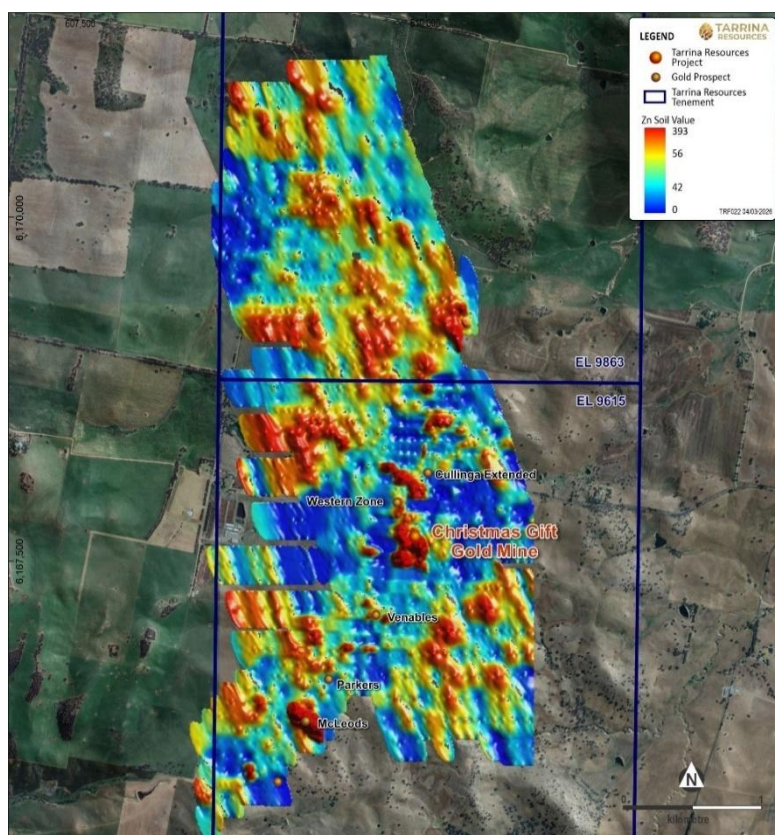 607,500
LEGEND
TARRINA
RESOURCES
Tarrina Resources
Project
Gold Prospect
Tarrina Resources
Tenement
Zn Soil Value
393
56
42
0
TRF022 04/03/2026
6,170,000
EL 9863
EL 9615
Cullinga Extended
Western Zone
Christmas Gift
Gold Mine
6,167,500
Venables
Parkers
McLeods
N
0
1
kilometre